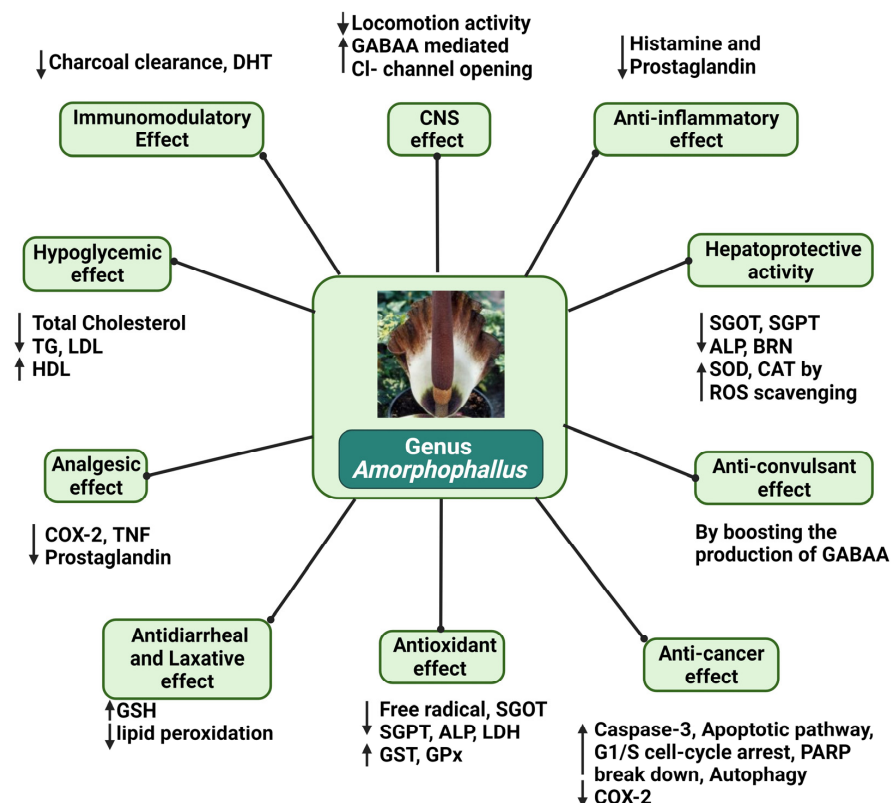 Charcoal clearance, DHT
Immunomodulatory
Effect
Locomotion activity
GABAA mediated
Cl- channel opening
CNS
effect
Histamine and
Prostaglandin
Anti-inflammatory
effect
Hypoglycemic
effect
Total Cholesterol
TG, LDL
HDL
Hepatoprotective
activity
SGOT, SGPT
ALP, BRN
SOD, CAT by
ROS scavenging
Genus
Amorphophallus
Analgesic
effect
COX-2, TNF
Prostaglandin
Anti-convulsant
effect
By boosting the
production of GABAA
Antidiarrheal
and Laxative
effect
GSH
lipid peroxidation
Antioxidant
effect
Free radical, SGOT
SGPT, ALP, LDH
GST, GPx
Anti-cancer
effect
Caspase-3, Apoptotic pathway,
G1/S cell-cycle arrest, PARP
break down, Autophagy
COX-2